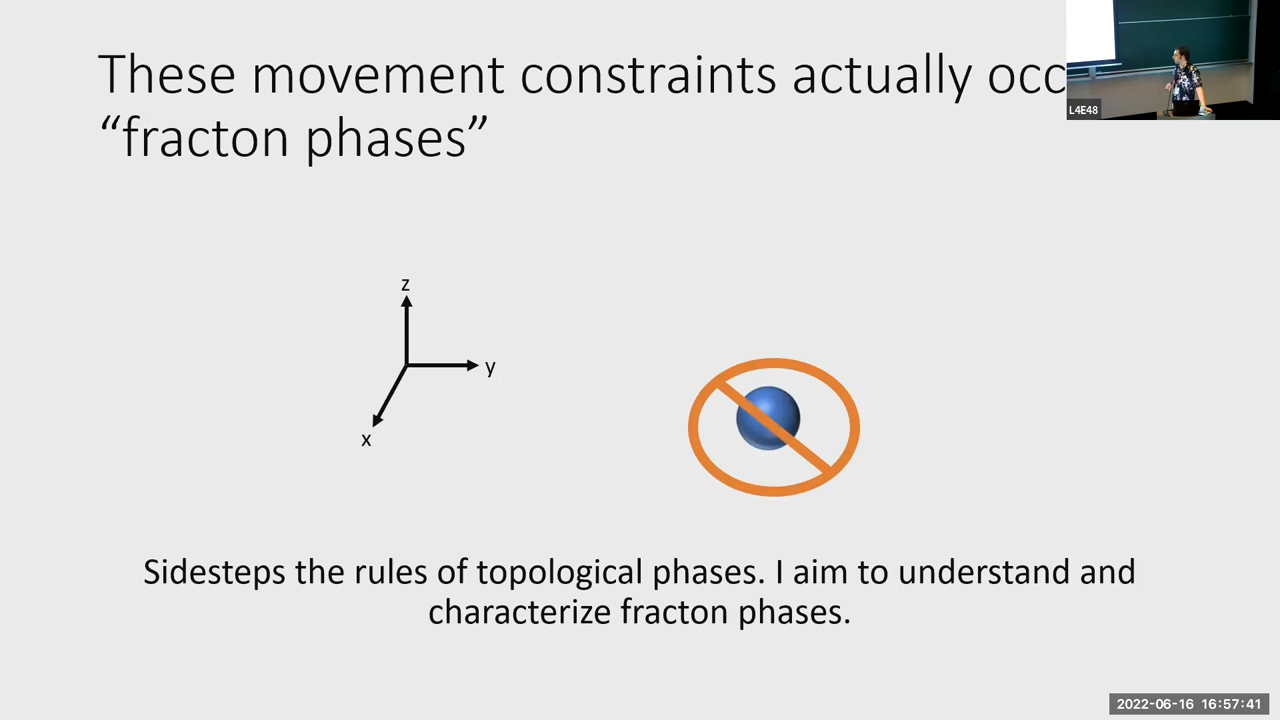 These movement constraints actually occ
“fracton phases”
L4E48
z
y
x
Sidesteps the rules of topological phases. I aim to understand and
characterize fracton phases.
2022-06-16 16:57:41